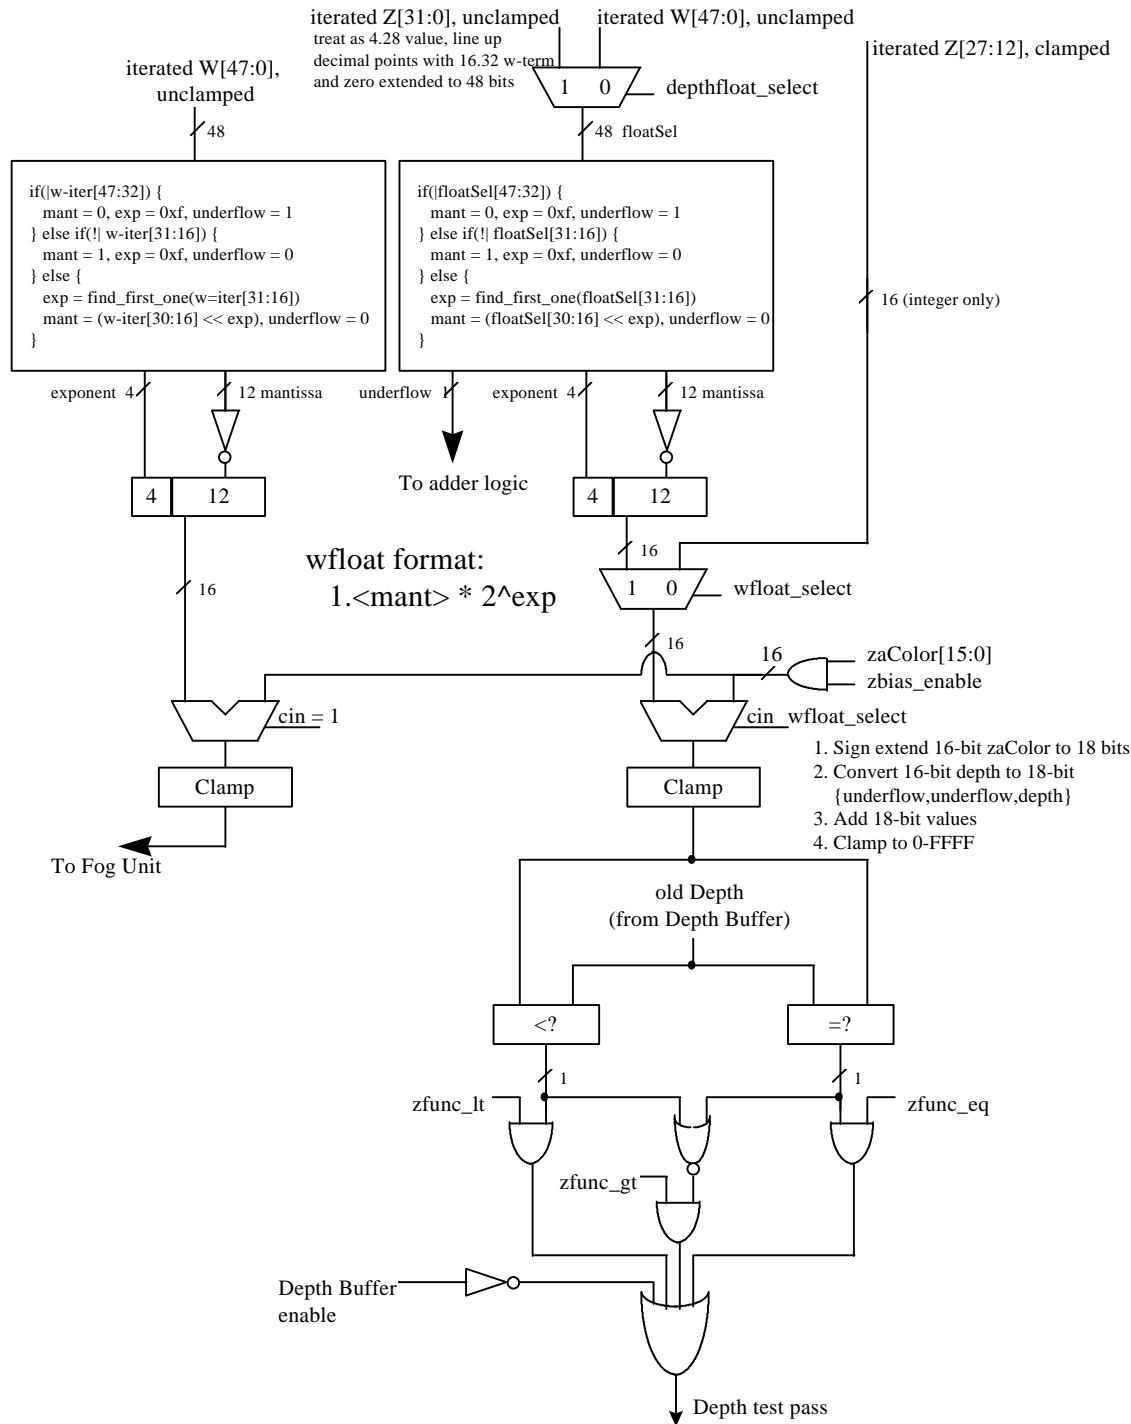 iterated Z[31:0], unclamped
iterated W[47:0], unclamped
treat as 4.28 value, line up
decimal points with 16.32 w-term
and zero extended to 48 bits
iterated Z[27:12], clamped
iterated W[47:0],
unclamped
1 0
depthfloat_select
48
48 floatSel
if(|w-iter[47:32]) {
mant = 0, exp = 0xf, underflow = 1
} else if(!| w-iter[31:16]) {
mant = 1, exp = 0xf, underflow = 0
} else {
exp = find_first_one(w=iter[31:16])
mant = (w-iter[30:16] << exp), underflow = 0
}
if(|floatSel[47:32]) {
mant = 0, exp = 0xf, underflow = 1
} else if(!| floatSel[31:16]) {
mant = 1, exp = 0xf, underflow = 0
} else {
exp = find_first_one(floatSel[31:16])
mant = (floatSel[30:16] << exp), underflow = 0
}
16 (integer only)
exponent 4
12 mantissa
underflow 1
exponent 4
12 mantissa
To adder logic
4 12
4 12
wfloat format:
1.<mant> * 2^exp
16
16
1 0
wfloat_select
16
16
zaColor[15:0]
zbias_enable
cin = 1
cin wfloat_select
1. Sign extend 16-bit zaColor to 18 bits
2. Convert 16-bit depth to 18-bit
{underflow,underflow,depth}
3. Add 18-bit values
4. Clamp to 0-FFFF
Clamp
Clamp
To Fog Unit
old Depth
(from Depth Buffer)
<?
=?
1
1
zfunc_lt
zfunc_eq
zfunc_gt
Depth Buffer
enable
Depth test pass